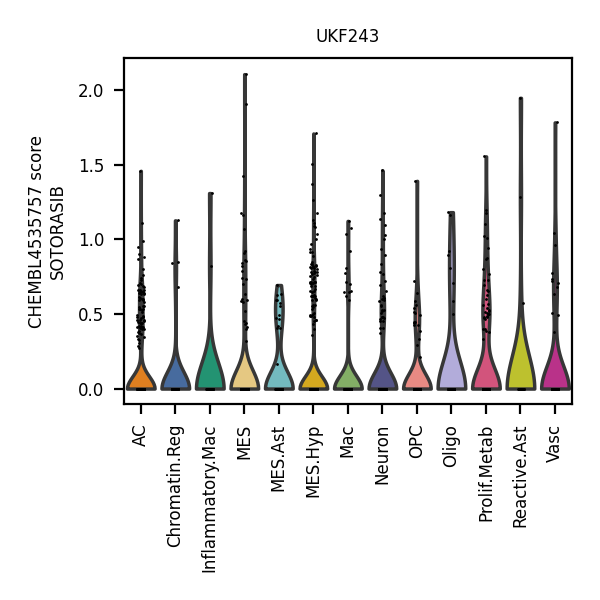 UKF243
CHEMBL4535757 score
SOTORASIB
2.0
1.5
1.0
0.5
0.0
AC
Chromatin.Reg
Inflammatory.Mac
MES
MES.Ast
MES.Hyp
Mac
Neuron
OPC
Oligo
Prolif.Metab
Reactive.Ast
Vasc